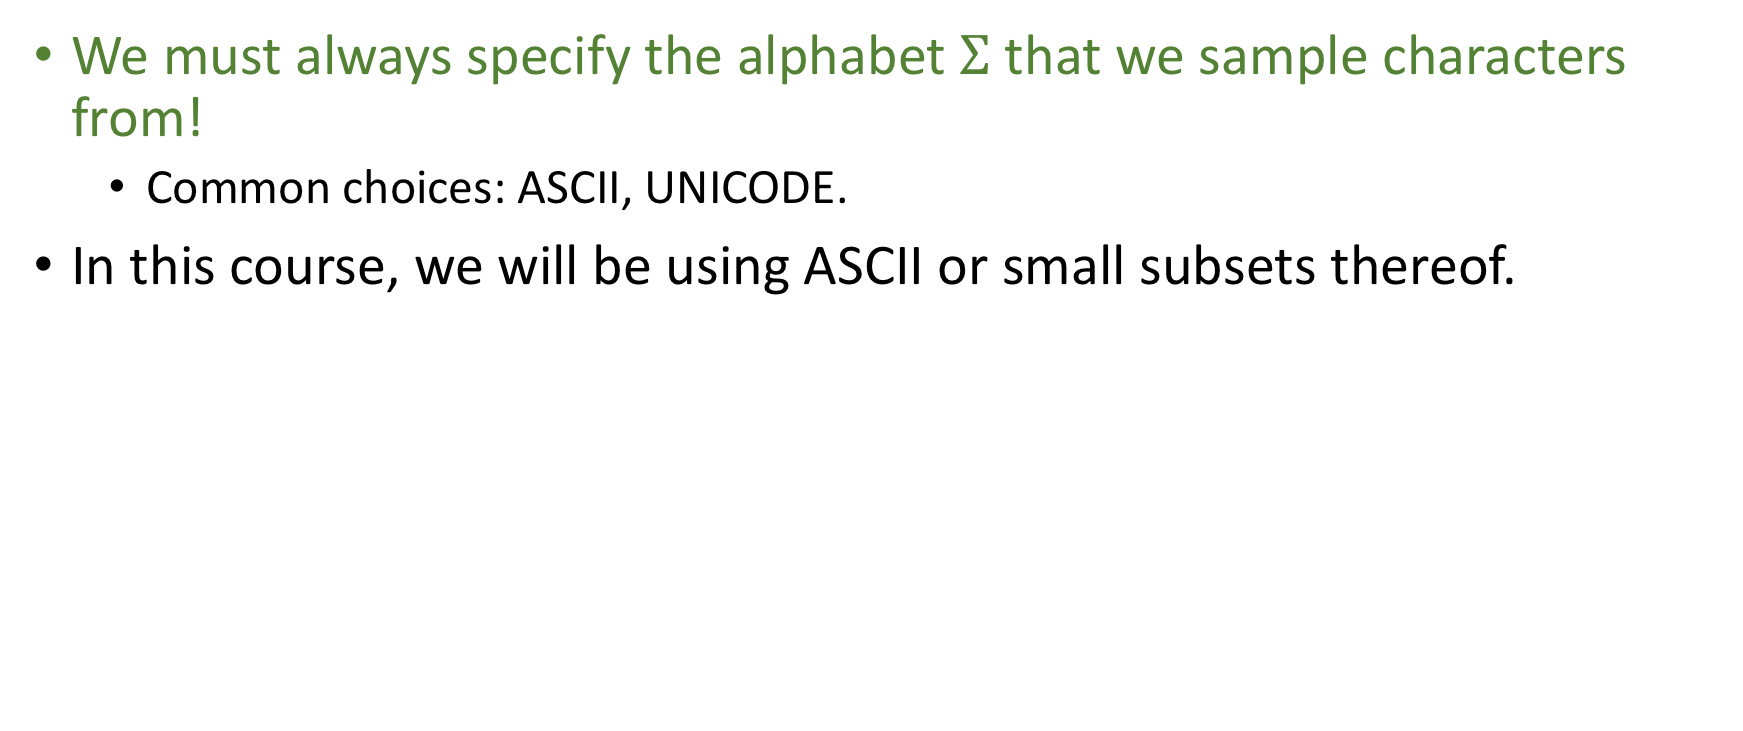 • We must always specify the alphabet Σ that we sample characters
from!
• Common choices: ASCII, UNICODE.
• In this course, we will be using ASCII or small subsets thereof.